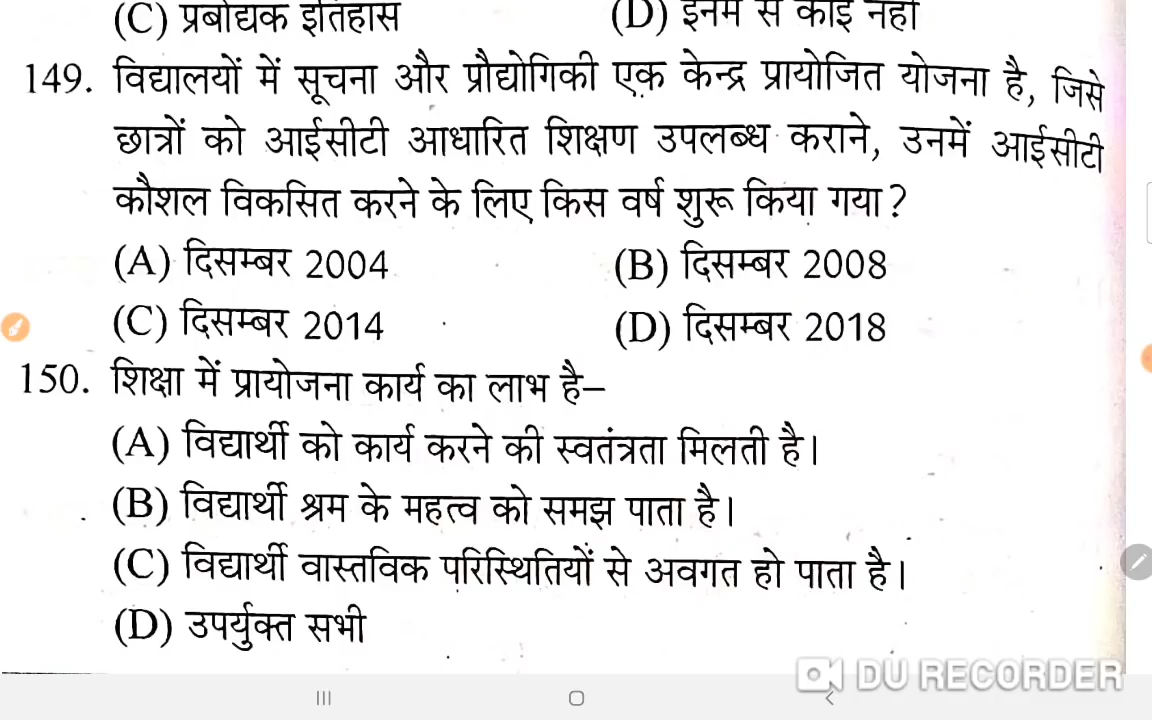 (C) प्रबोद्यक इतिहास (D) इनमें से कोई नहीं
149. विद्यालयों में सूचना और प्रौद्योगिकी एक केन्द्र प्रायोजित योजना है, जिसे
छात्रों को आईसीटी आधारित शिक्षण उपलब्ध कराने, उनमें आईसीटी
कौशल विकसित करने के लिए किस वर्ष शुरू किया गया?
(A) दिसम्बर 2004 (B) दिसम्बर 2008
(C) दिसम्बर 2014 (D) दिसम्बर 2018
150. शिक्षा में प्रायोजना कार्य का लाभ है–
(A) विद्यार्थी को कार्य करने की स्वतंत्रता मिलती है।
(B) विद्यार्थी श्रम के महत्व को समझ पाता है।
(C) विद्यार्थी वास्तविक परिस्थितियों से अवगत हो पाता है।
(D) उपर्युक्त सभी
DU RECORDER